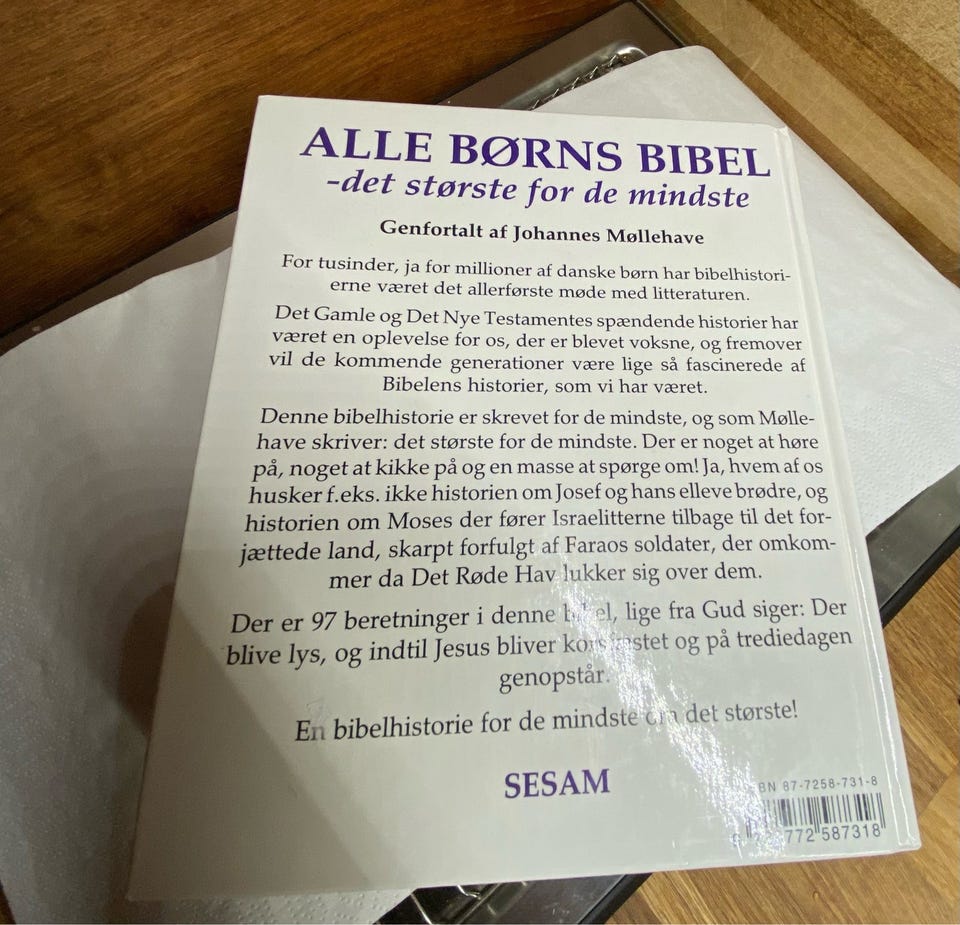 ALLE BØRNS BIBEL
-det største for de mindste
Genfortalt af Johannes Møllehave
For tusinder, ja for millioner af danske børn har bibelhistori-
erne været det allerførste møde med litteraturen.
Det Gamle og Det Nye Testamentes spændende historier har
været en oplevelse for os, der er blevet voksne, og fremover
vil de kommende generationer være lige så fascinerede af
Bibelens historier, som vi har været.
Denne bibelhistorie er skrevet for de mindste, og som Mølle-
have skriver: det største for de mindste. Der er noget at høre
på, noget at kikke på og en masse at spørge om! Ja, hvem af os
husker f.eks. ikke historien om Josef og hans elleve brødre, og
historien om Moses der fører Israelitterne tilbage til det for-
jættede land, skarpt forfulgt af Faraos soldater, der omkom-
mer da Det Røde Hav lukker sig over dem.
Der er 97 beretninger i denne bibel, lige fra Gud siger: Der
blive lys, og indtil Jesus bliver korsfæstet og på trediedagen
genopstår.
En bibelhistorie for de mindste om det største!
SESAM
87-7258-731-8
772 587318